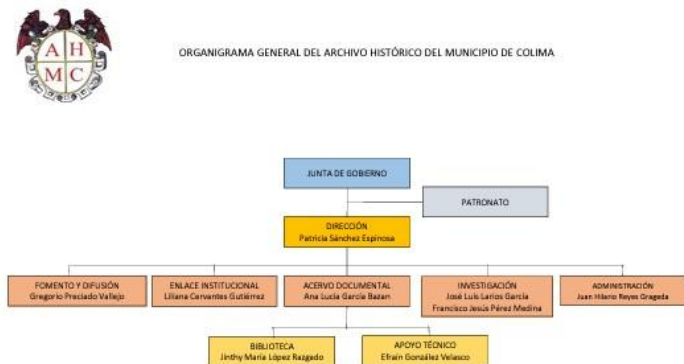 A H
M C
ORGANIGRAMA GENERAL DEL ARCHIVO HISTÓRICO DEL MUNICIPIO DE COLIMA
JUNTA DE GOBIERNO
PATRONATO
DIRECCIÓN
Patricia Sánchez Espinosa
FOMENTO Y DIFUSIÓN
Gregorio Preciado Vallejo
ENLACE INSTITUCIONAL
Liliana Cervantes Gutiérrez
ACERVO DOCUMENTAL
Ana Lucía García Bazan
INVESTIGACIÓN
José Luis Larios García
Francisco Jesús Pérez Medina
ADMINISTRACIÓN
Juan Hilario Reyes Grageda
BIBLIOTECA
Jinthy María López Razgado
APOYO TÉCNICO
Efraín González Velasco